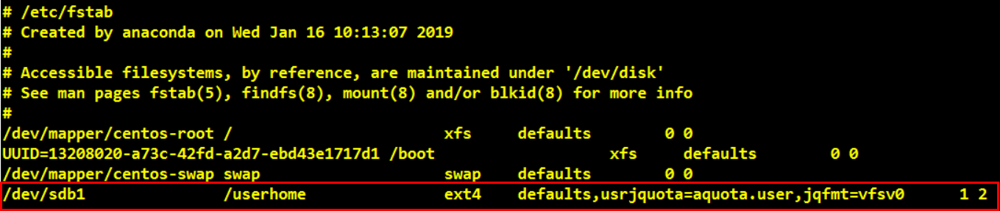 # /etc/fstab
# Created by anaconda on Wed Jan 16 10:13:07 2019
#
# Accessible filesystems, by reference, are maintained under '/dev/disk'
# See man pages fstab(5), findfs(8), mount(8) and/or blkid(8) for more info
#
/dev/mapper/centos-root /                       xfs     defaults        0 0
UUID=13208020-a73c-42fd-a2d7-ebd43e1717d1 /boot                   xfs     defaults        0 0
/dev/mapper/centos-swap swap                    swap    defaults        0 0
/dev/sdb1               /userhome               ext4    defaults,usrjquota=aquota.user,jqfmt=vfsv0      1 2